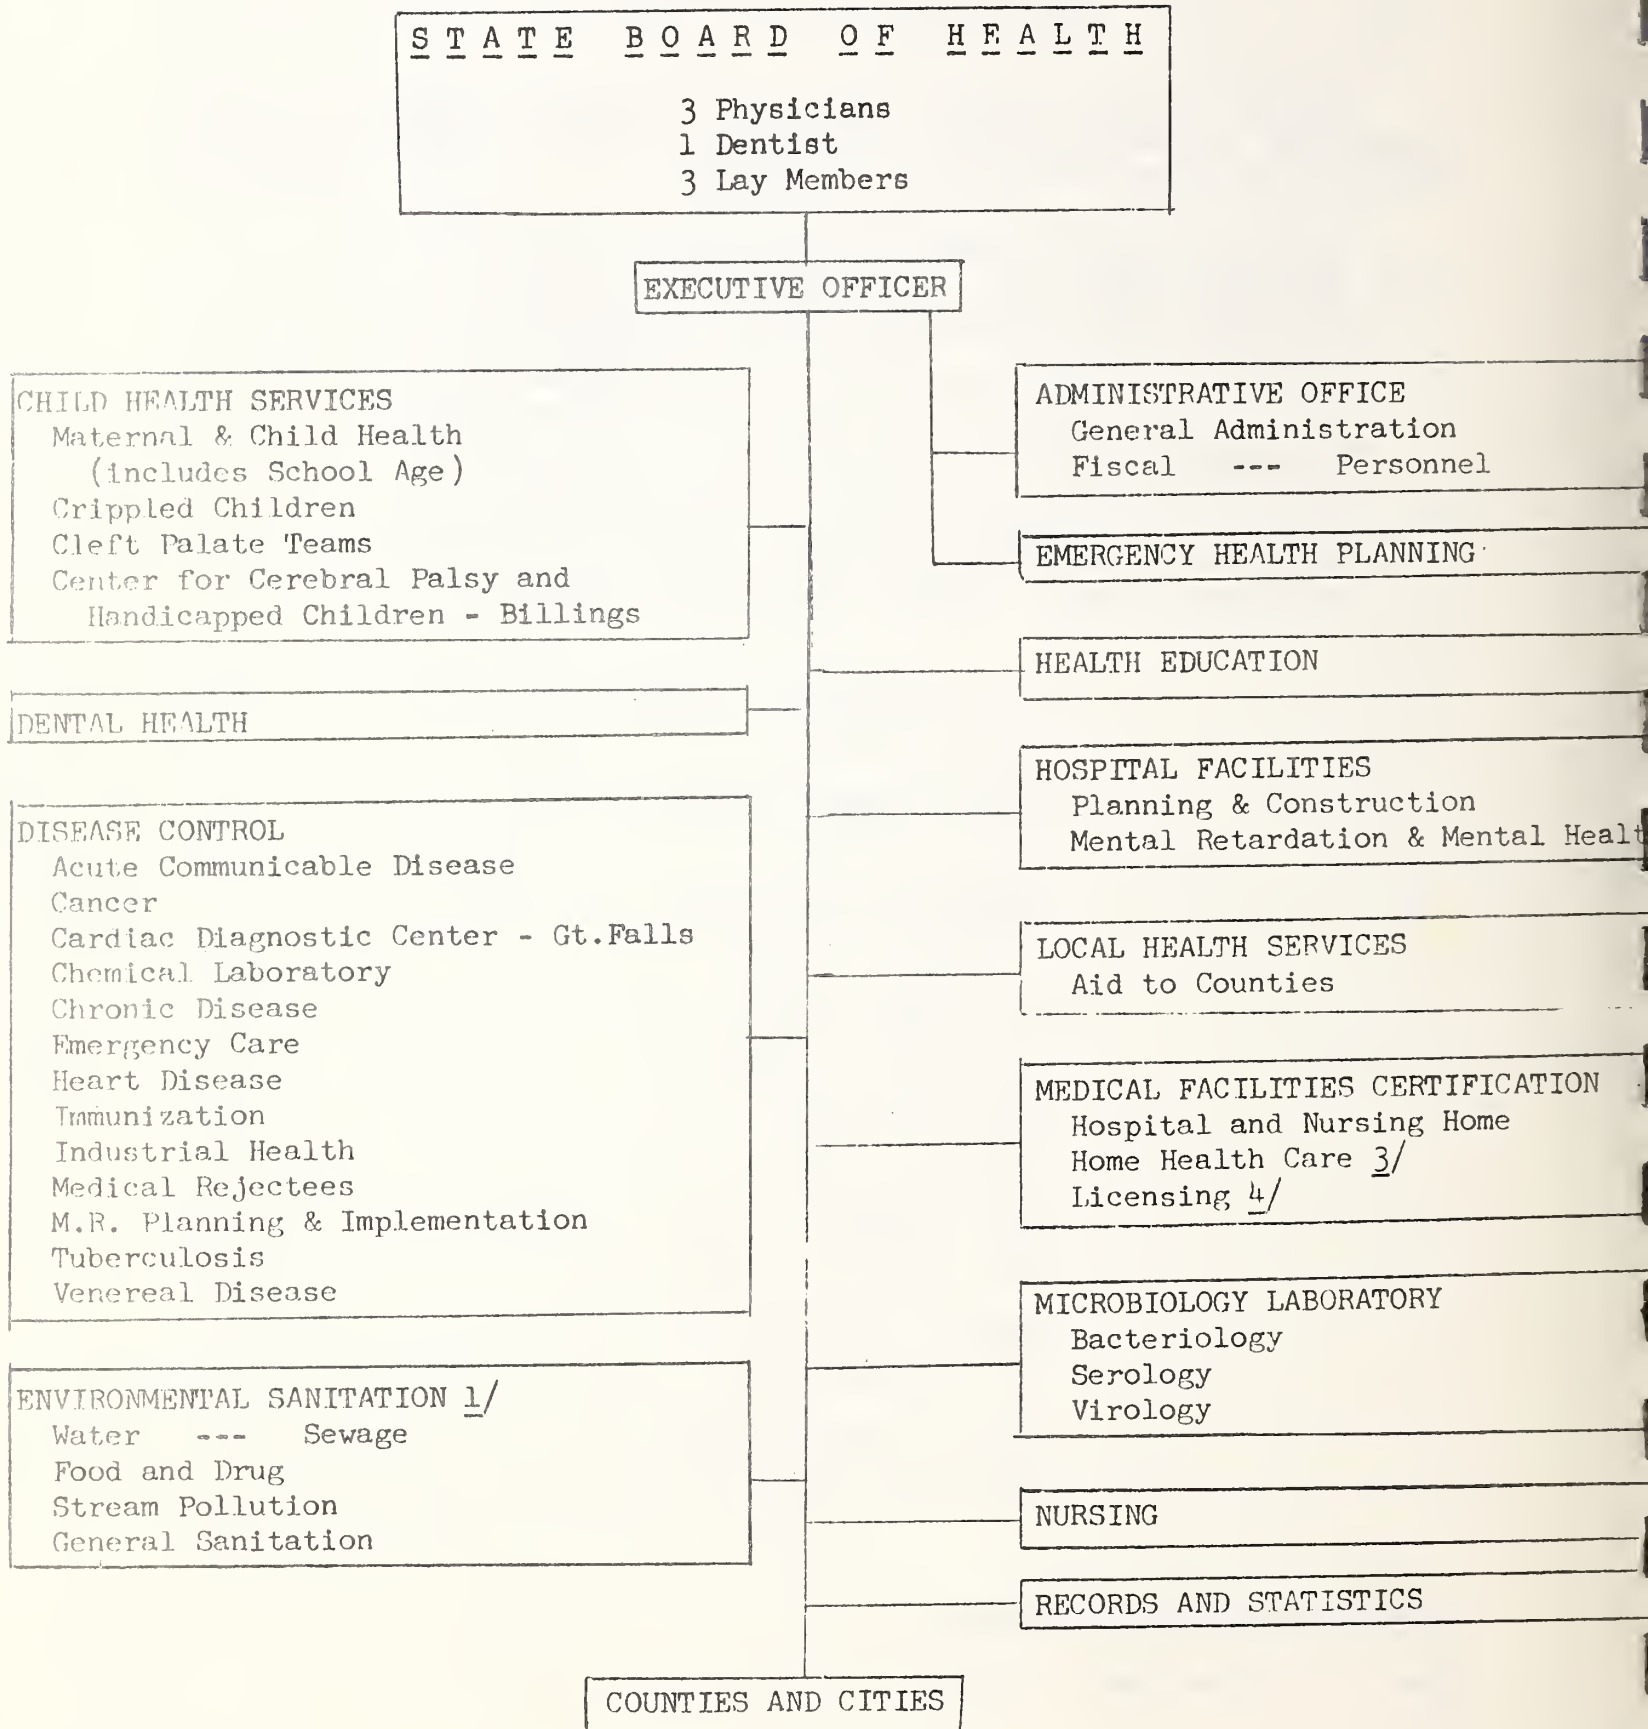 STATE BOARD OF HEALTH
3 Physicians
1 Dentist
3 Lay Members
EXECUTIVE OFFICER
CHILD HEALTH SERVICES
Maternal & Child Health
(includes School Age)
Crippled Children
Cleft Palate Teams
Center for Cerebral Palsy and
Handicapped Children - Billings
DENTAL HEALTH
DISEASE CONTROL
Acute Communicable Disease
Cancer
Cardiac Diagnostic Center - Gt.Falls
Chemical Laboratory
Chronic Disease
Emergency Care
Heart Disease
Immunization
Industrial Health
Medical Rejectees
M.R. Planning & Implementation
Tuberculosis
Venereal Disease
ENVIRONMENTAL SANITATION 1/
Water --- Sewage
Food and Drug
Stream Pollution
General Sanitation
ADMINISTRATIVE OFFICE
General Administration
Fiscal --- Personnel
EMERGENCY HEALTH PLANNING
HEALTH EDUCATION
HOSPITAL FACILITIES
Planning & Construction
Mental Retardation & Mental Healt
LOCAL HEALTH SERVICES
Aid to Counties
MEDICAL FACILITIES CERTIFICATION
Hospital and Nursing Home
Home Health Care 3/
Licensing 4/
MICROBIOLOGY LABORATORY
Bacteriology
Serology
Virology
NURSING
RECORDS AND STATISTICS
COUNTIES AND CITIES